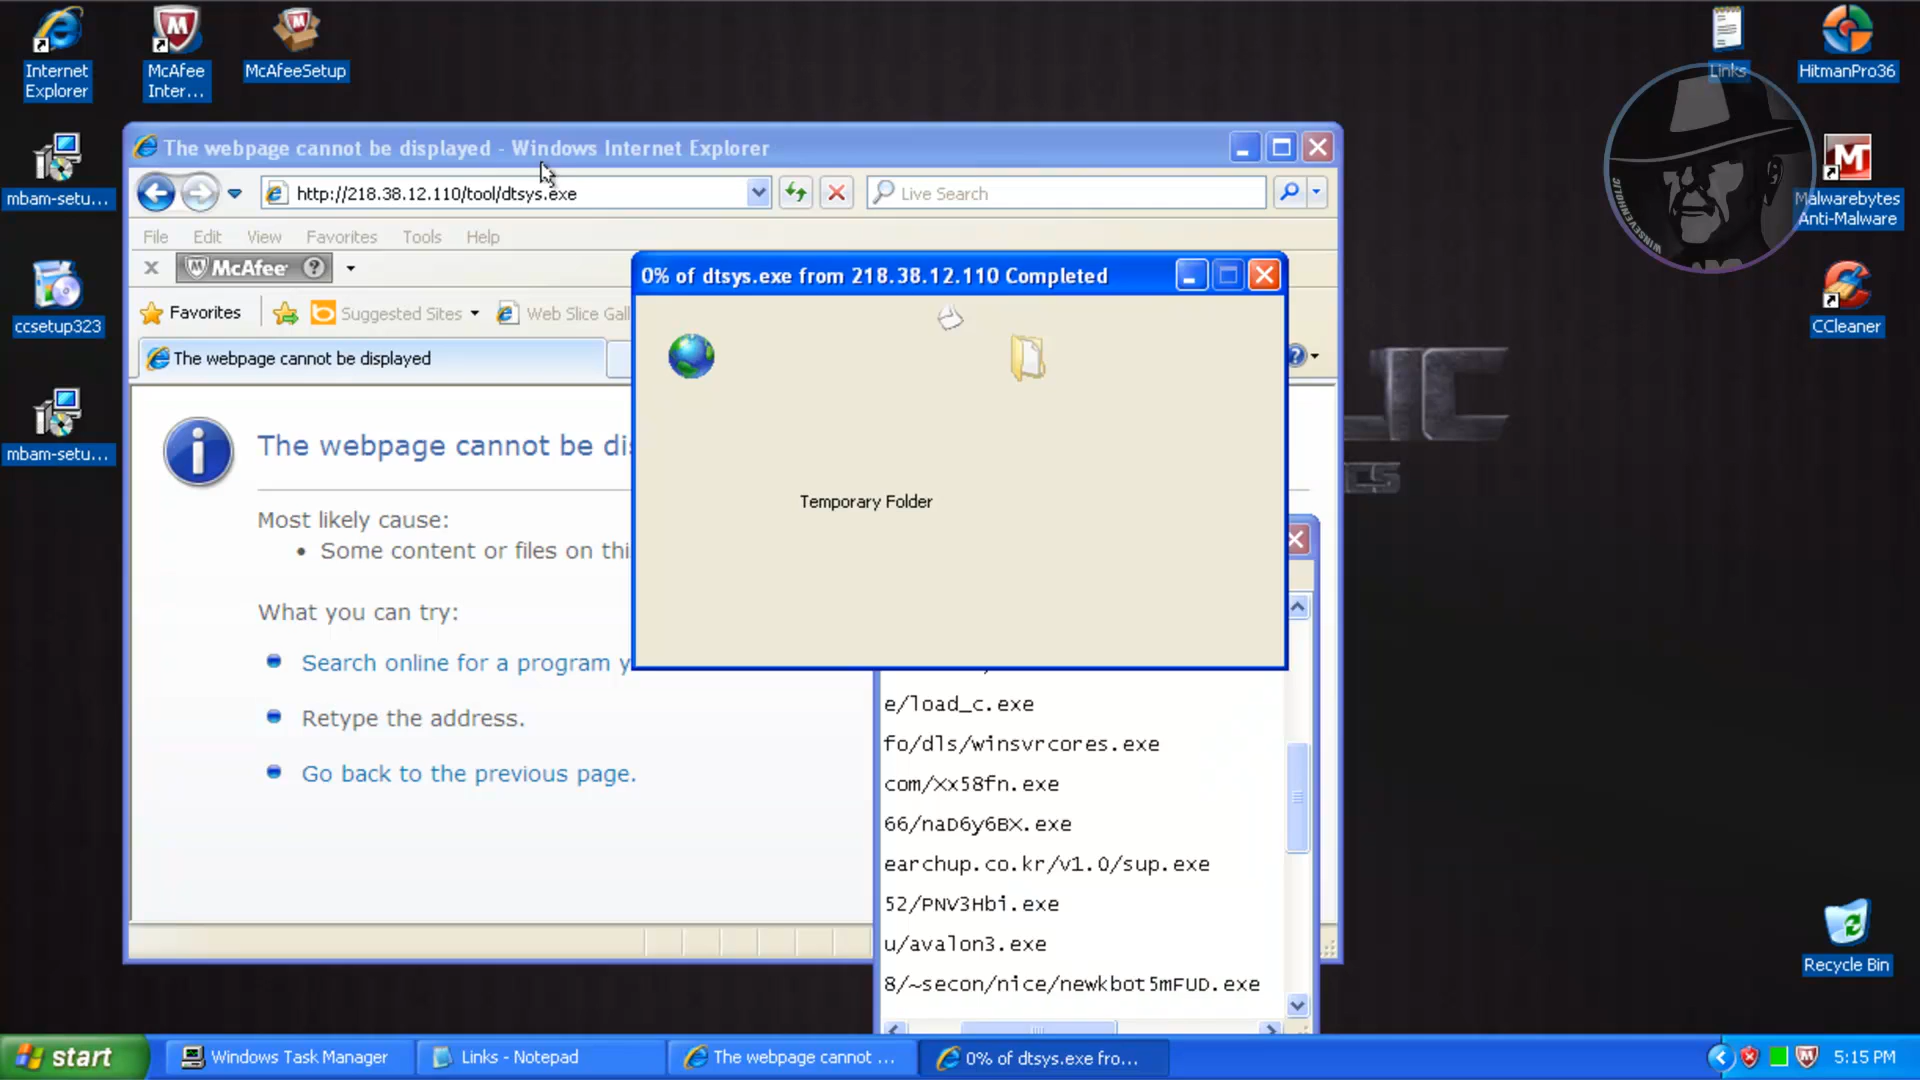 Internet
Explorer
McAfee
Inter...
McAfeeSetup
Links
HitmanPro36
mbam-setu...
Malwarebytes
Anti-Malware
ccsetup323
CCleaner
mbam-setu...
Recycle Bin
WINSEVENHOLIC
The webpage cannot be displayed - Windows Internet Explorer
http://218.38.12.110/tool/dtsys.exe
Live Search
File Edit View Favorites Tools Help
McAfee
Favorites Suggested Sites Web Slice Gall
The webpage cannot be displayed
The webpage cannot be di
Most likely cause:
Some content or files on thi
What you can try:
Search online for a program y
Retype the address.
Go back to the previous page.
0% of dtsys.exe from 218.38.12.110 Completed
Temporary Folder
e/load_c.exe
fo/dls/winsvrcores.exe
com/Xx58fn.exe
66/naD6y6BX.exe
earchup.co.kr/v1.0/sup.exe
52/PNV3Hbi.exe
u/avalon3.exe
8/~secon/nice/newkbot5mFUD.exe
start
Windows Task Manager
Links - Notepad
The webpage cannot ...
0% of dtsys.exe fro...
5:15 PM